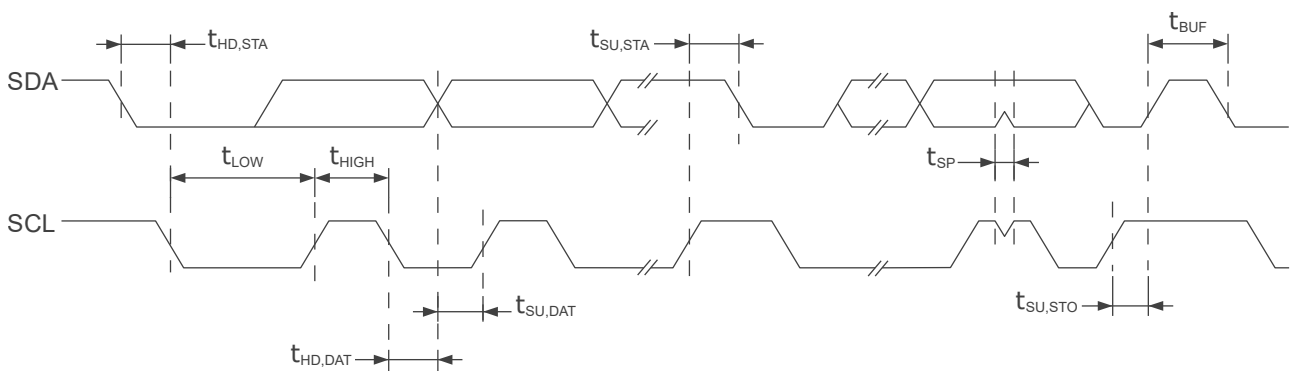 tHD,STA
tSU,STA
tBUF
SDA
tLOW
tHIGH
tSP
SCL
tSU,DAT
tSU,STO
tHD,DAT